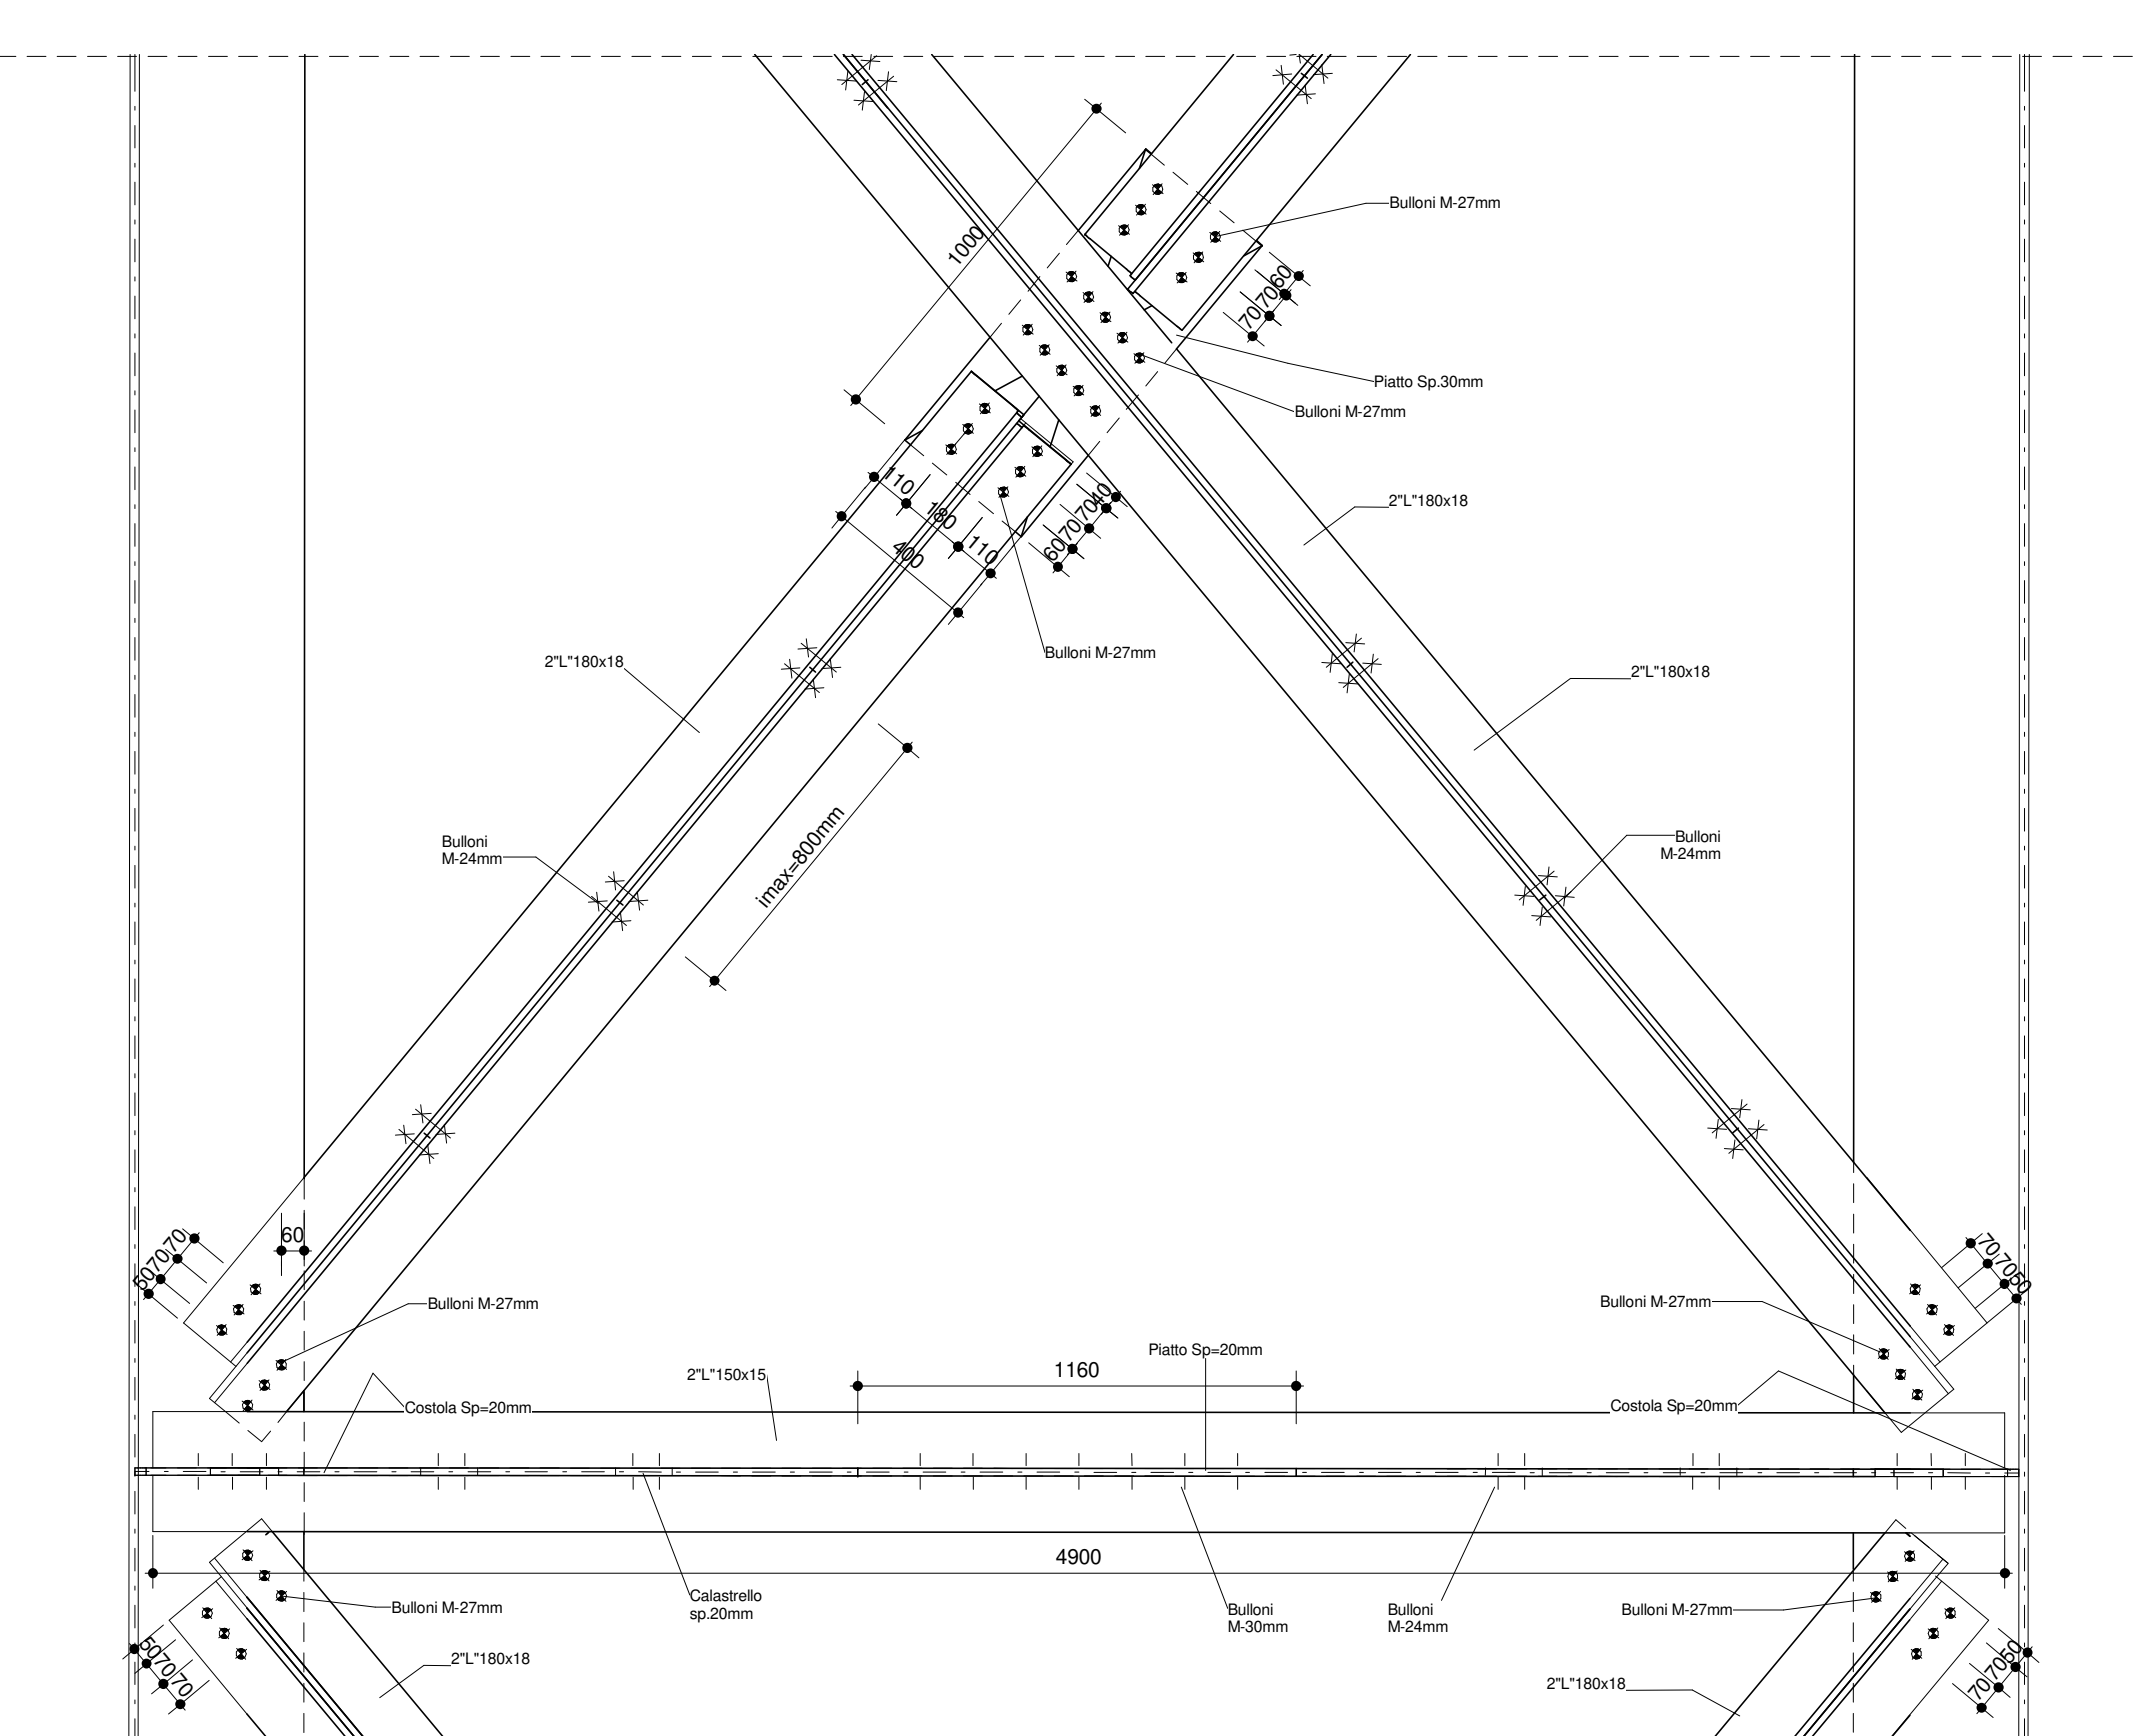 Bulloni M-27mm
1000
70
70
60
Piatto Sp.30mm
Bulloni M-27mm
110
180
110
400
60
70
70
40
2"L"180x18
Bulloni M-27mm
2"L"180x18
2"L"180x18
imax=800mm
Bulloni
M-24mm
Bulloni
M-24mm
50
70
70
60
70
70
50
Bulloni M-27mm
Bulloni M-27mm
Piatto Sp=20mm
2"L"150x15
1160
Costola Sp=20mm
Costola Sp=20mm
4900
Calastrello
sp.20mm
Bulloni M-27mm
Bulloni
M-30mm
Bulloni
M-24mm
Bulloni M-27mm
50
70
70
2"L"180x18
2"L"180x18
70
70
50